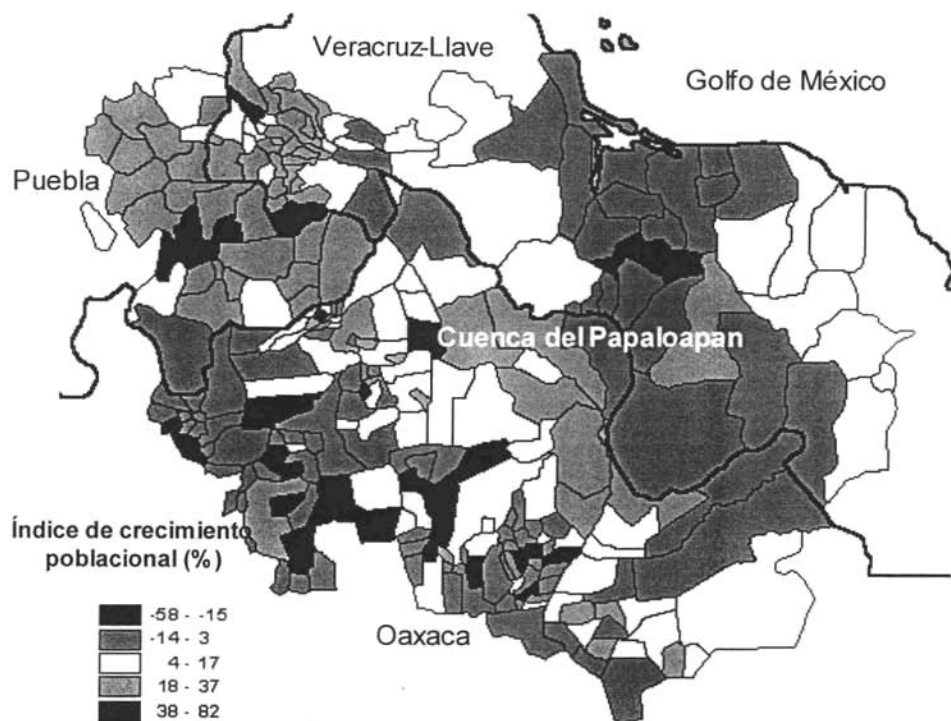 Veracruz-Llave
Golfo de México
Puebla
Cuenca del Papaloapan
Índice de crecimiento
poblacional (%)
-58 - -15
-14 - 3
4 - 17
18 - 37
38 - 82
Oaxaca